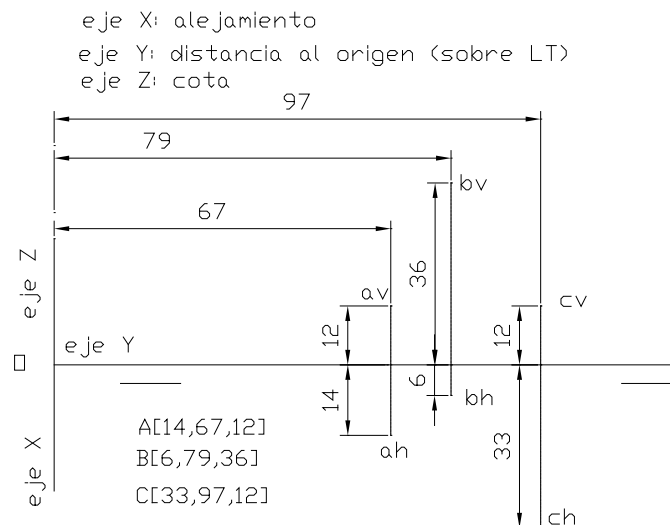 eje X: alejamiento
eje Y: distancia al origen (sobre LT)
eje Z: cota
97
79
67
bv
36
eje Z
av
cv
12
12
eje Y
6
14
bh
A[14,67,12]
ah
33
eje X
B[6,79,36]
C[33,97,12]
ch